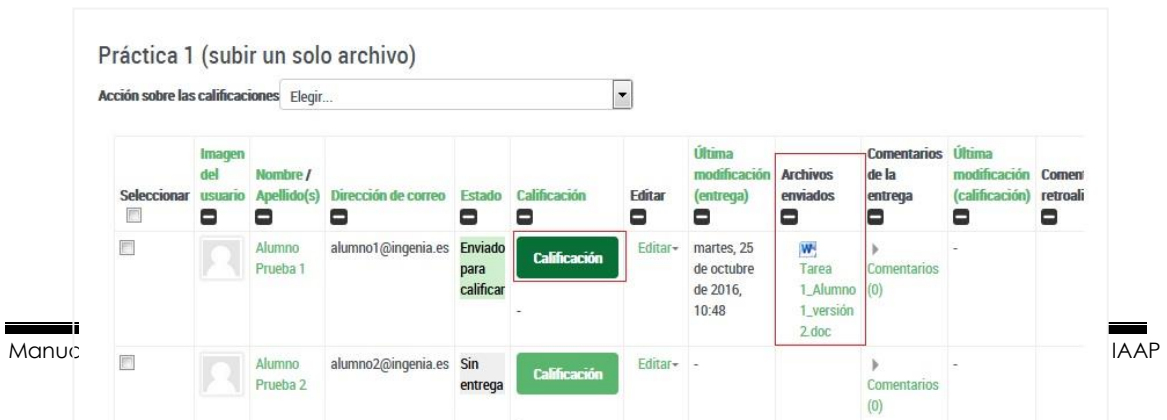 Práctica 1 (subir un solo archivo)
Acción sobre las calificaciones Elegir...
Seleccionar
Imagen del usuario
Nombre / Apellido(s)
Dirección de correo
Estado
Calificación
Editar
Última modificación (entrega)
Archivos enviados
Comentarios de la entrega
Última modificación (calificación)
Alumno Prueba 1
alumno1@ingenia.es
Enviado para calificar
Calificación
-
Editar
martes, 25 de octubre de 2016, 10:48
Tarea 1_Alumno 1_versión 2.doc
Comentarios (0)
-
Alumno Prueba 2
alumno2@ingenia.es
Sin entrega
Calificación
Editar
-
Comentarios (0)
-
IAAP